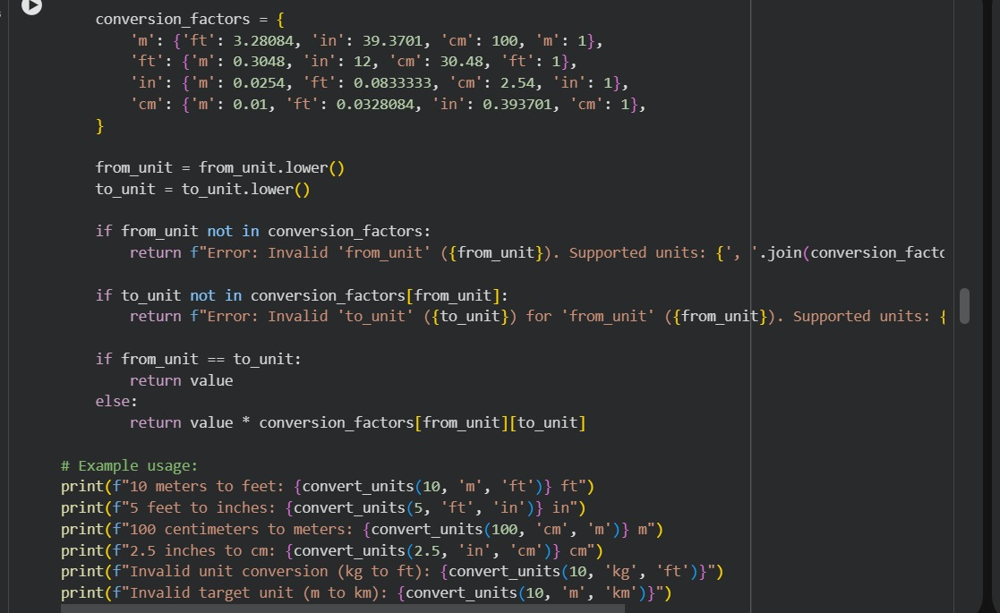 conversion_factors = {
    'm': {'ft': 3.28084, 'in': 39.3701, 'cm': 100, 'm': 1},
    'ft': {'m': 0.3048, 'in': 12, 'cm': 30.48, 'ft': 1},
    'in': {'m': 0.0254, 'ft': 0.0833333, 'cm': 2.54, 'in': 1},
    'cm': {'m': 0.01, 'ft': 0.0328084, 'in': 0.393701, 'cm': 1},
}
from_unit = from_unit.lower()
to_unit = to_unit.lower()
if from_unit not in conversion_factors:
    return f"Error: Invalid 'from_unit' ({from_unit}). Supported units: {', '.join(conversion_facto
if to_unit not in conversion_factors[from_unit]:
    return f"Error: Invalid 'to_unit' ({to_unit}) for 'from_unit' ({from_unit}). Supported units: {
if from_unit == to_unit:
    return value
else:
    return value * conversion_factors[from_unit][to_unit]
# Example usage:
print(f"10 meters to feet: {convert_units(10, 'm', 'ft')} ft")
print(f"5 feet to inches: {convert_units(5, 'ft', 'in')} in")
print(f"100 centimeters to meters: {convert_units(100, 'cm', 'm')} m")
print(f"2.5 inches to cm: {convert_units(2.5, 'in', 'cm')} cm")
print(f"Invalid unit conversion (kg to ft): {convert_units(10, 'kg', 'ft')}")
print(f"Invalid target unit (m to km): {convert_units(10, 'm', 'km')}")